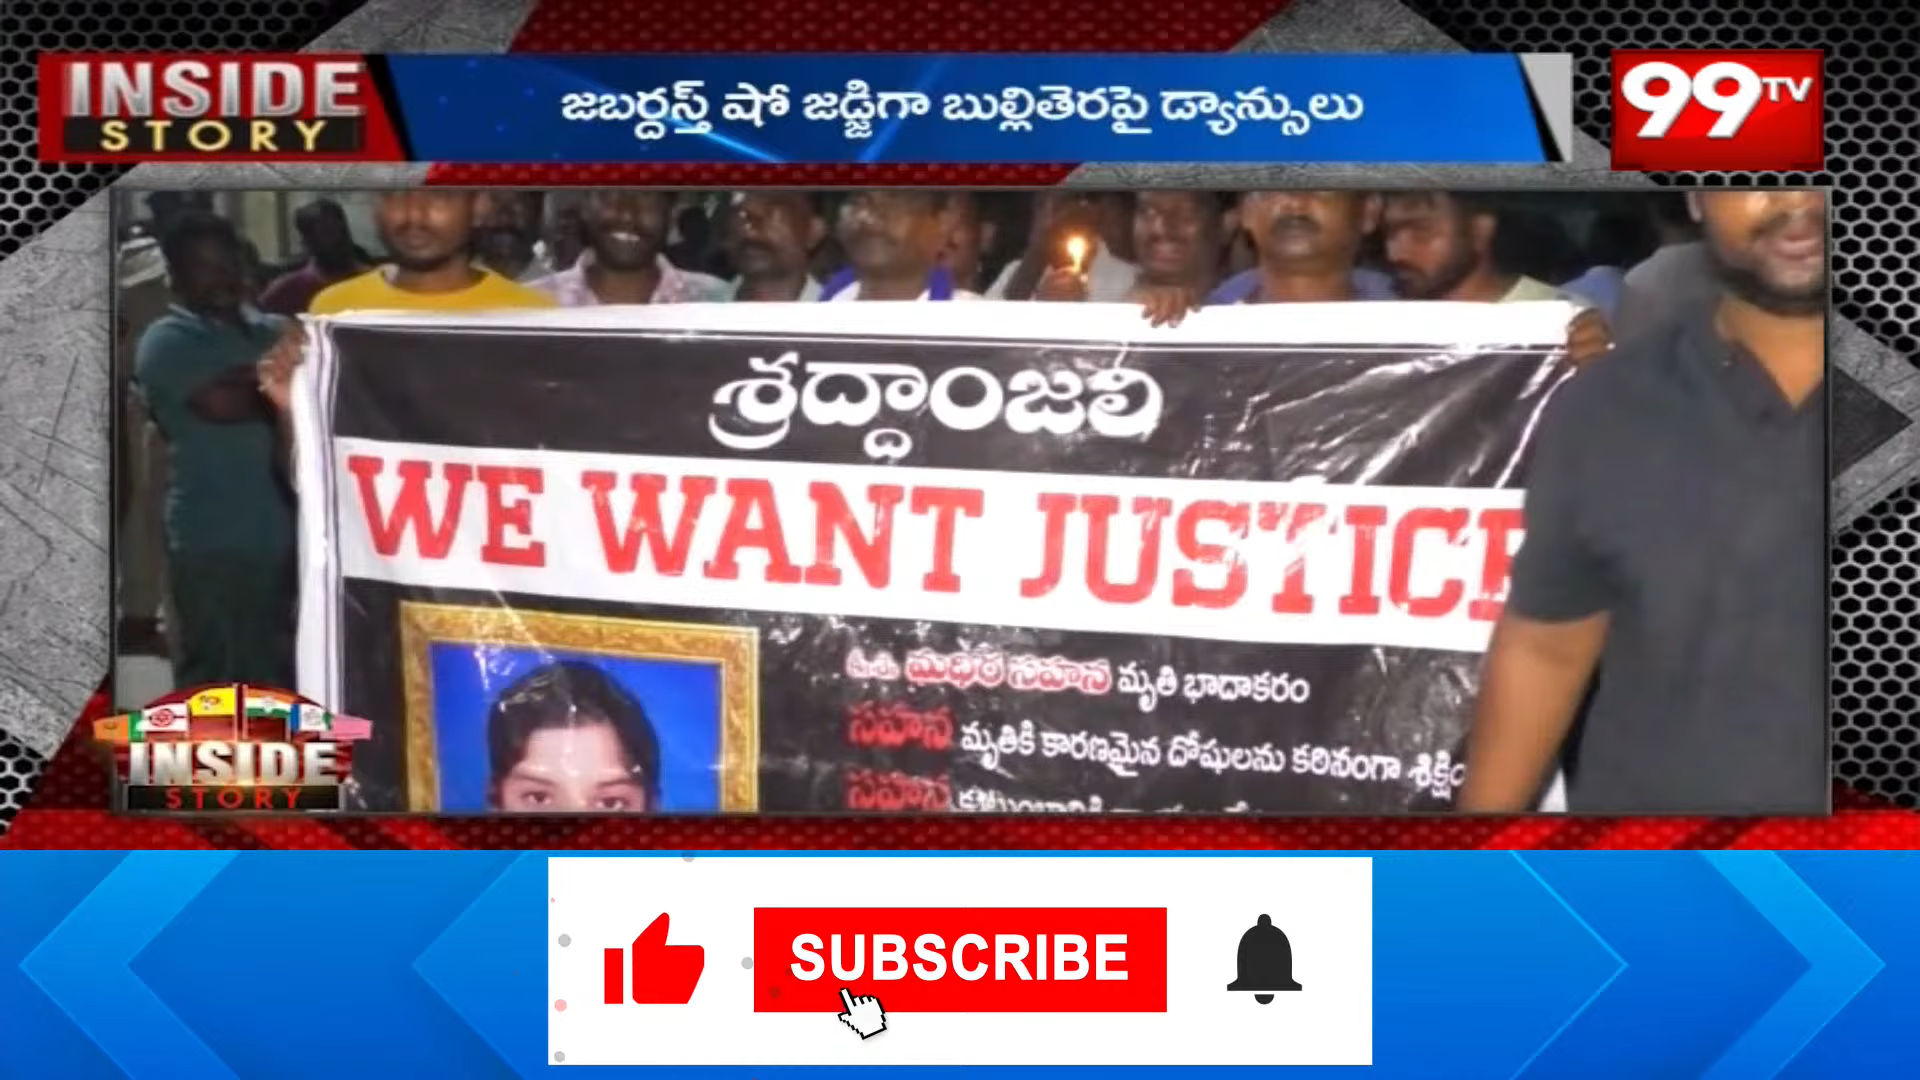 INSIDE
STORY
జబర్దస్త్ షో జడ్జిగా బుల్లితెరపై డ్యాన్సులు
99TV
శ్రద్ధాంజలి
WE WANT JUSTICE
మృతి భాదాకరం
సహన మృతికి కారణమైన దోషులను కఠినంగా
సహన
INSIDE
STORY
SUBSCRIBE